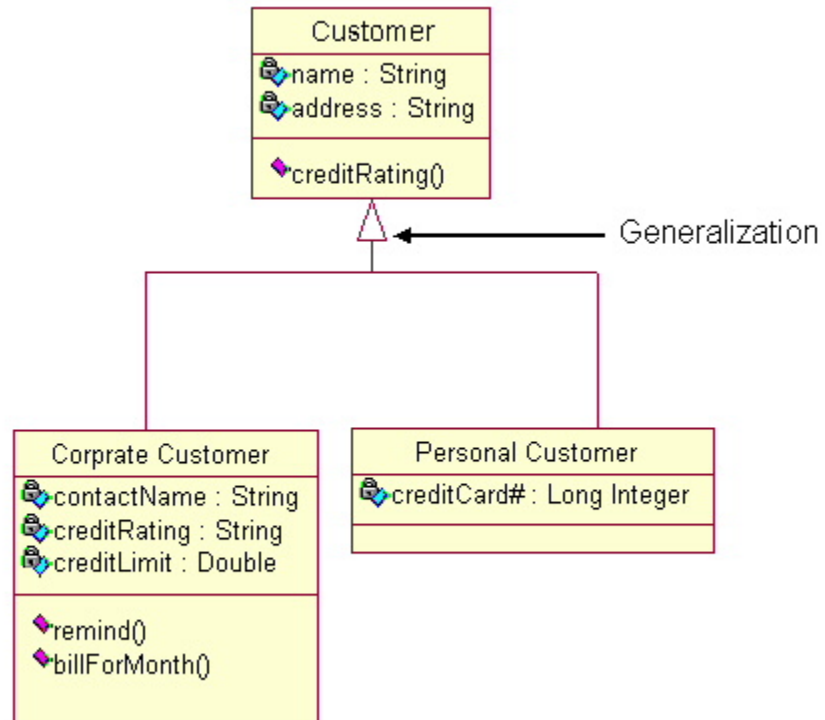 Customer
name : String
address : String
creditRating()
Generalization
Corprate Customer
contactName : String
creditRating : String
creditLimit : Double
remind()
billForMonth()
Personal Customer
creditCard# : Long Integer